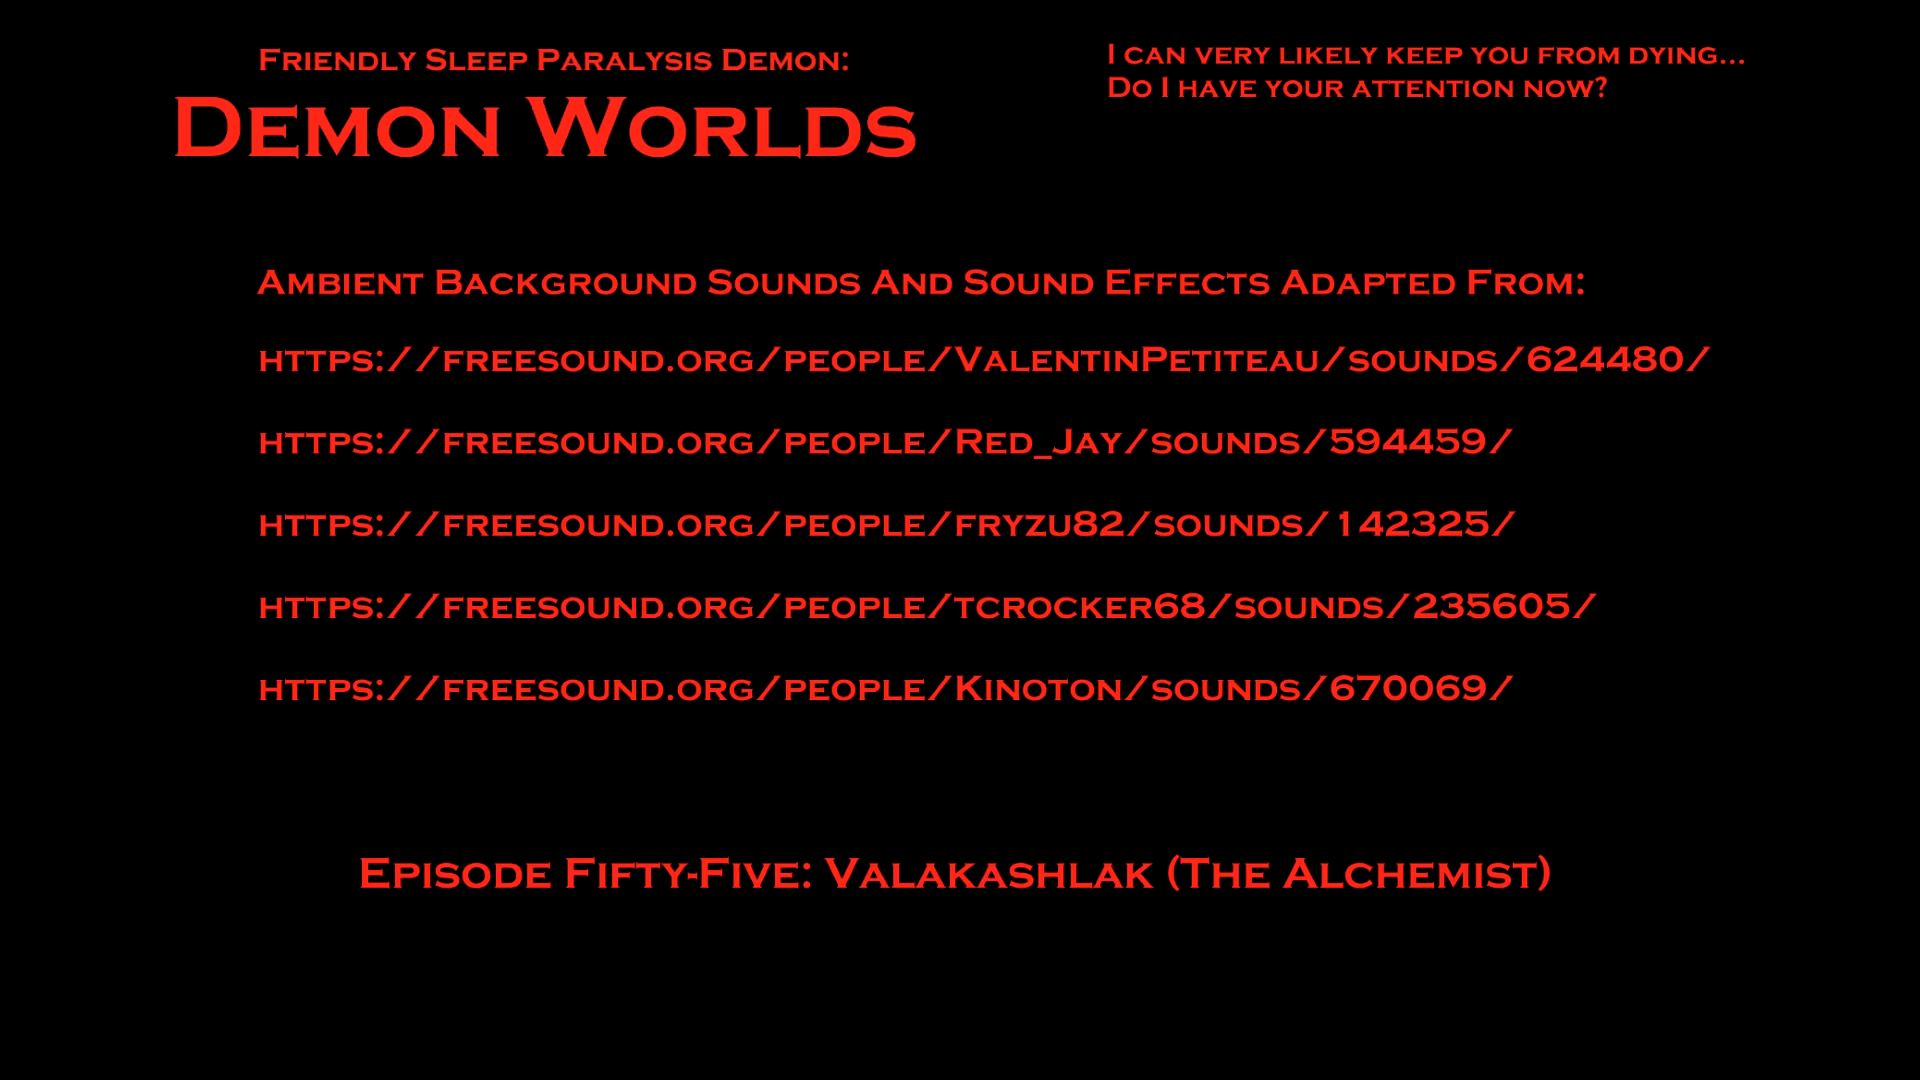 Friendly Sleep Paralysis Demon:
Demon Worlds
I can very likely keep you from dying...
Do I have your attention now?
Ambient Background Sounds And Sound Effects Adapted From:
https://freesound.org/people/ValentinPetiteau/sounds/624480/
https://freesound.org/people/Red_Jay/sounds/594459/
https://freesound.org/people/fryzu82/sounds/142325/
https://freesound.org/people/tcrocker68/sounds/235605/
https://freesound.org/people/Kinoton/sounds/670069/
Episode Fifty-Five: Valakashlak (The Alchemist)